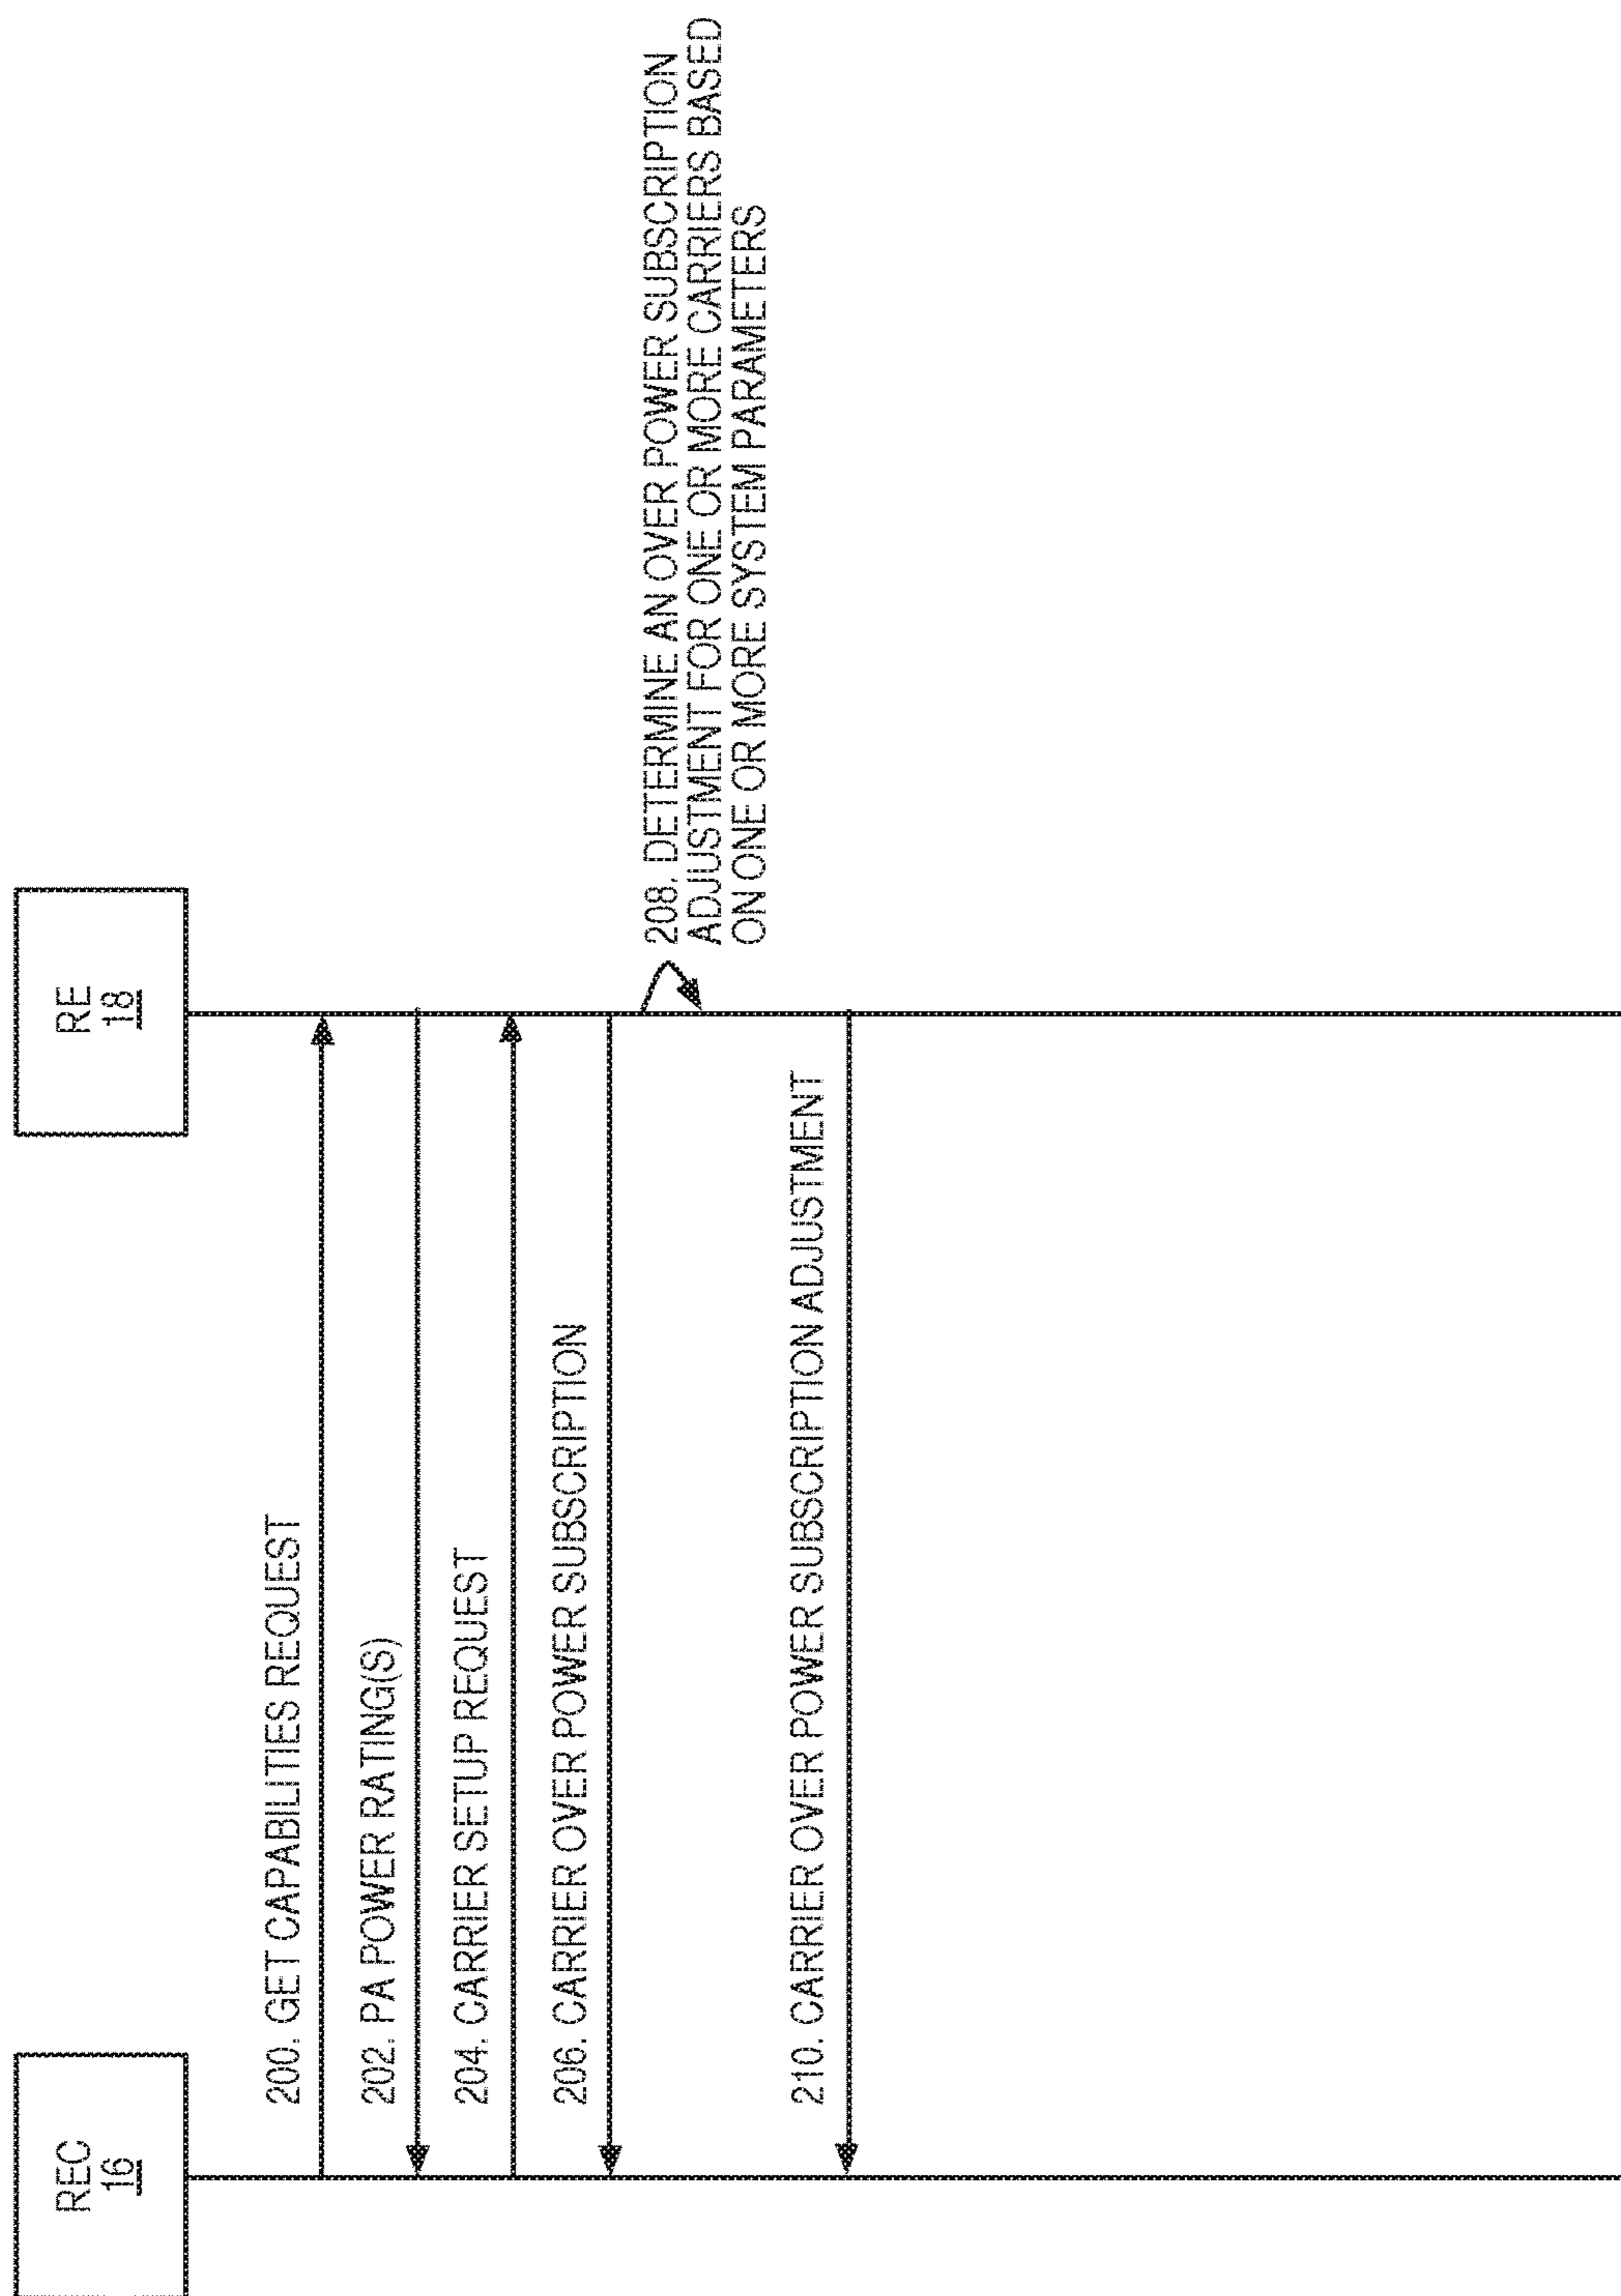 REC
16
RE
18
200. GET CAPABILITIES REQUEST
202. PA POWER RATING(S)
204. CARRIER SETUP REQUEST
206. CARRIER OVER POWER SUBSCRIPTION
208. DETERMINE AN OVER POWER SUBSCRIPTION
ADJUSTMENT FOR ONE OR MORE CARRIERS BASED
ON ONE OR MORE SYSTEM PARAMETERS
210. CARRIER OVER POWER SUBSCRIPTION ADJUSTMENT